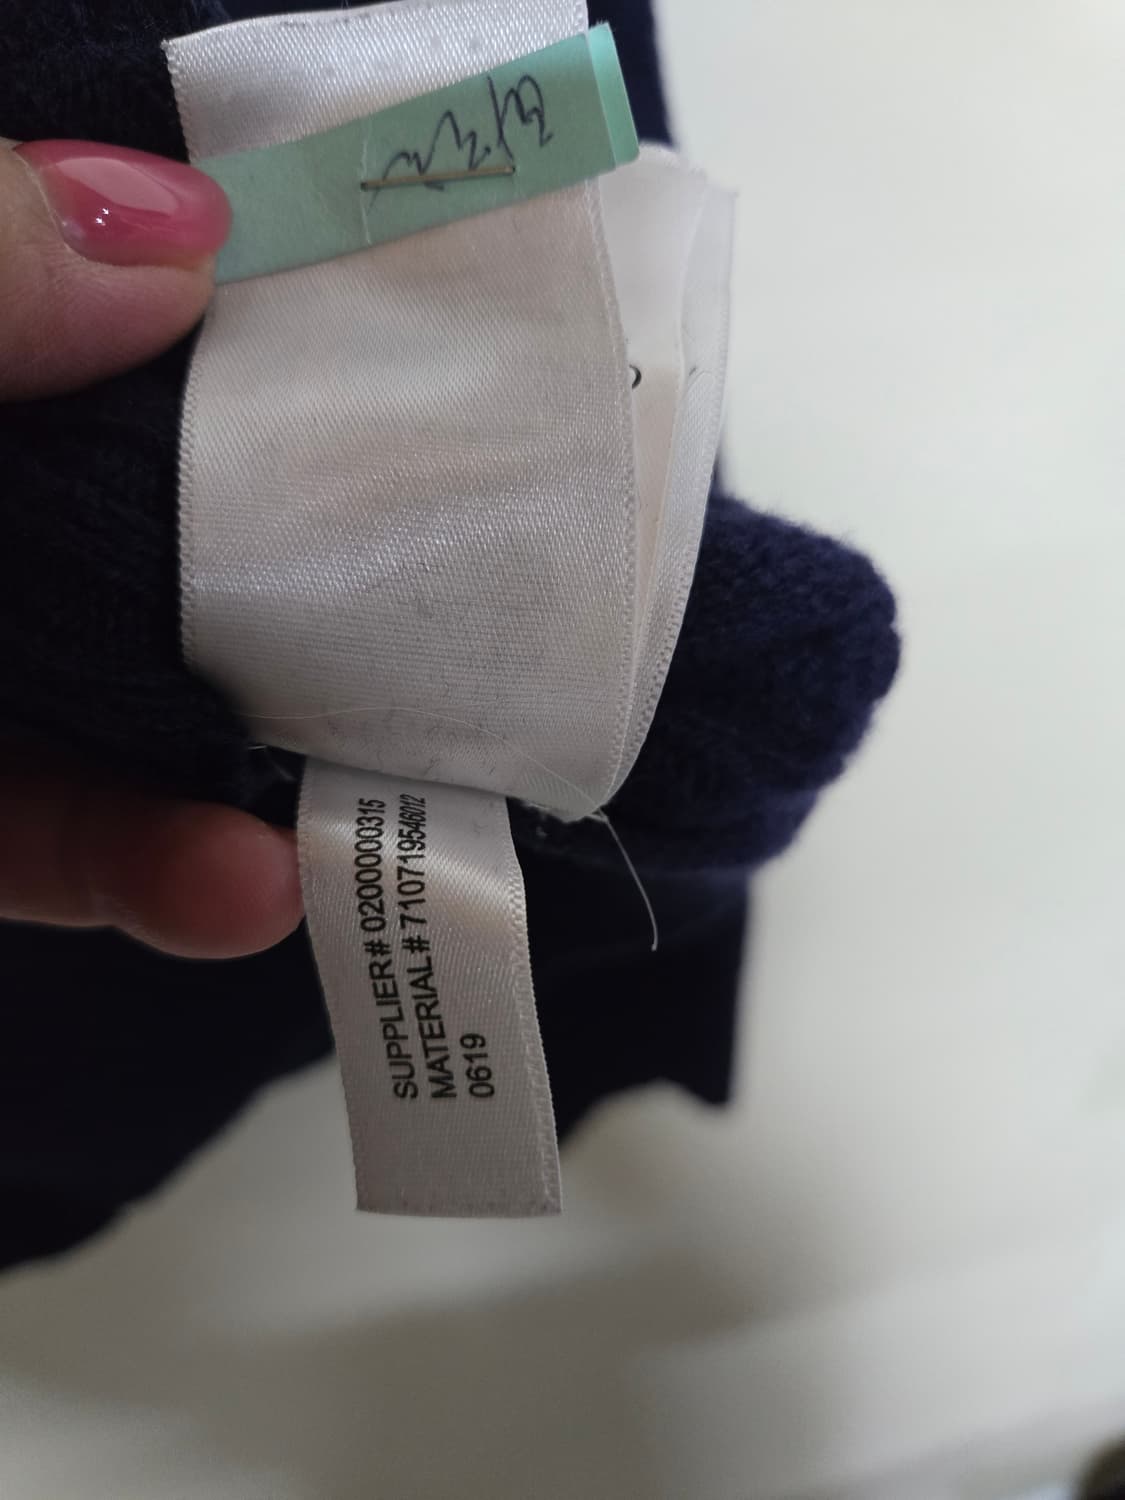 SUPPLIER# 0200000315
MATERIAL# 710719546012
0619